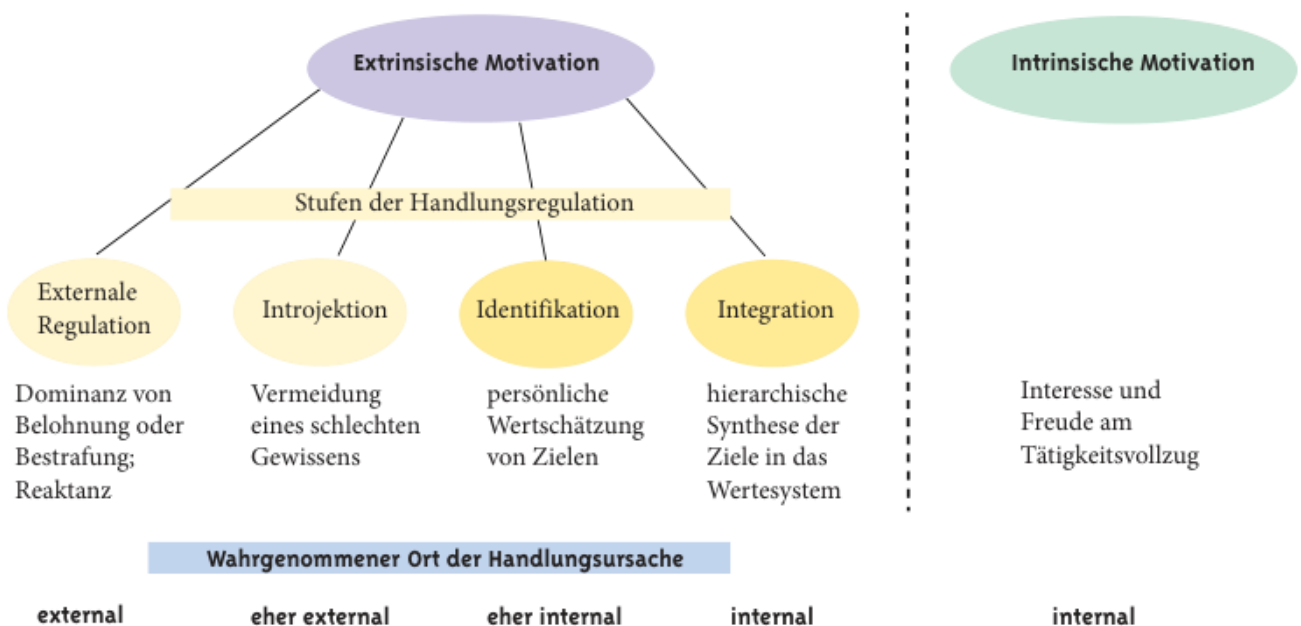 Extrinsische Motivation
Intrinsische Motivation
Stufen der Handlungsregulation
Externale
Regulation
Introjektion
Identifikation
Integration
Dominanz von
Belohnung oder
Bestrafung;
Reaktanz
Vermeidung
eines schlechten
Gewissens
persönliche
Wertschätzung
von Zielen
hierarchische
Synthese der
Ziele in das
Wertesystem
Interesse und
Freude am
Tätigkeitsvollzug
Wahrgenommener Ort der Handlungsursache
external
eher external
eher internal
internal
internal